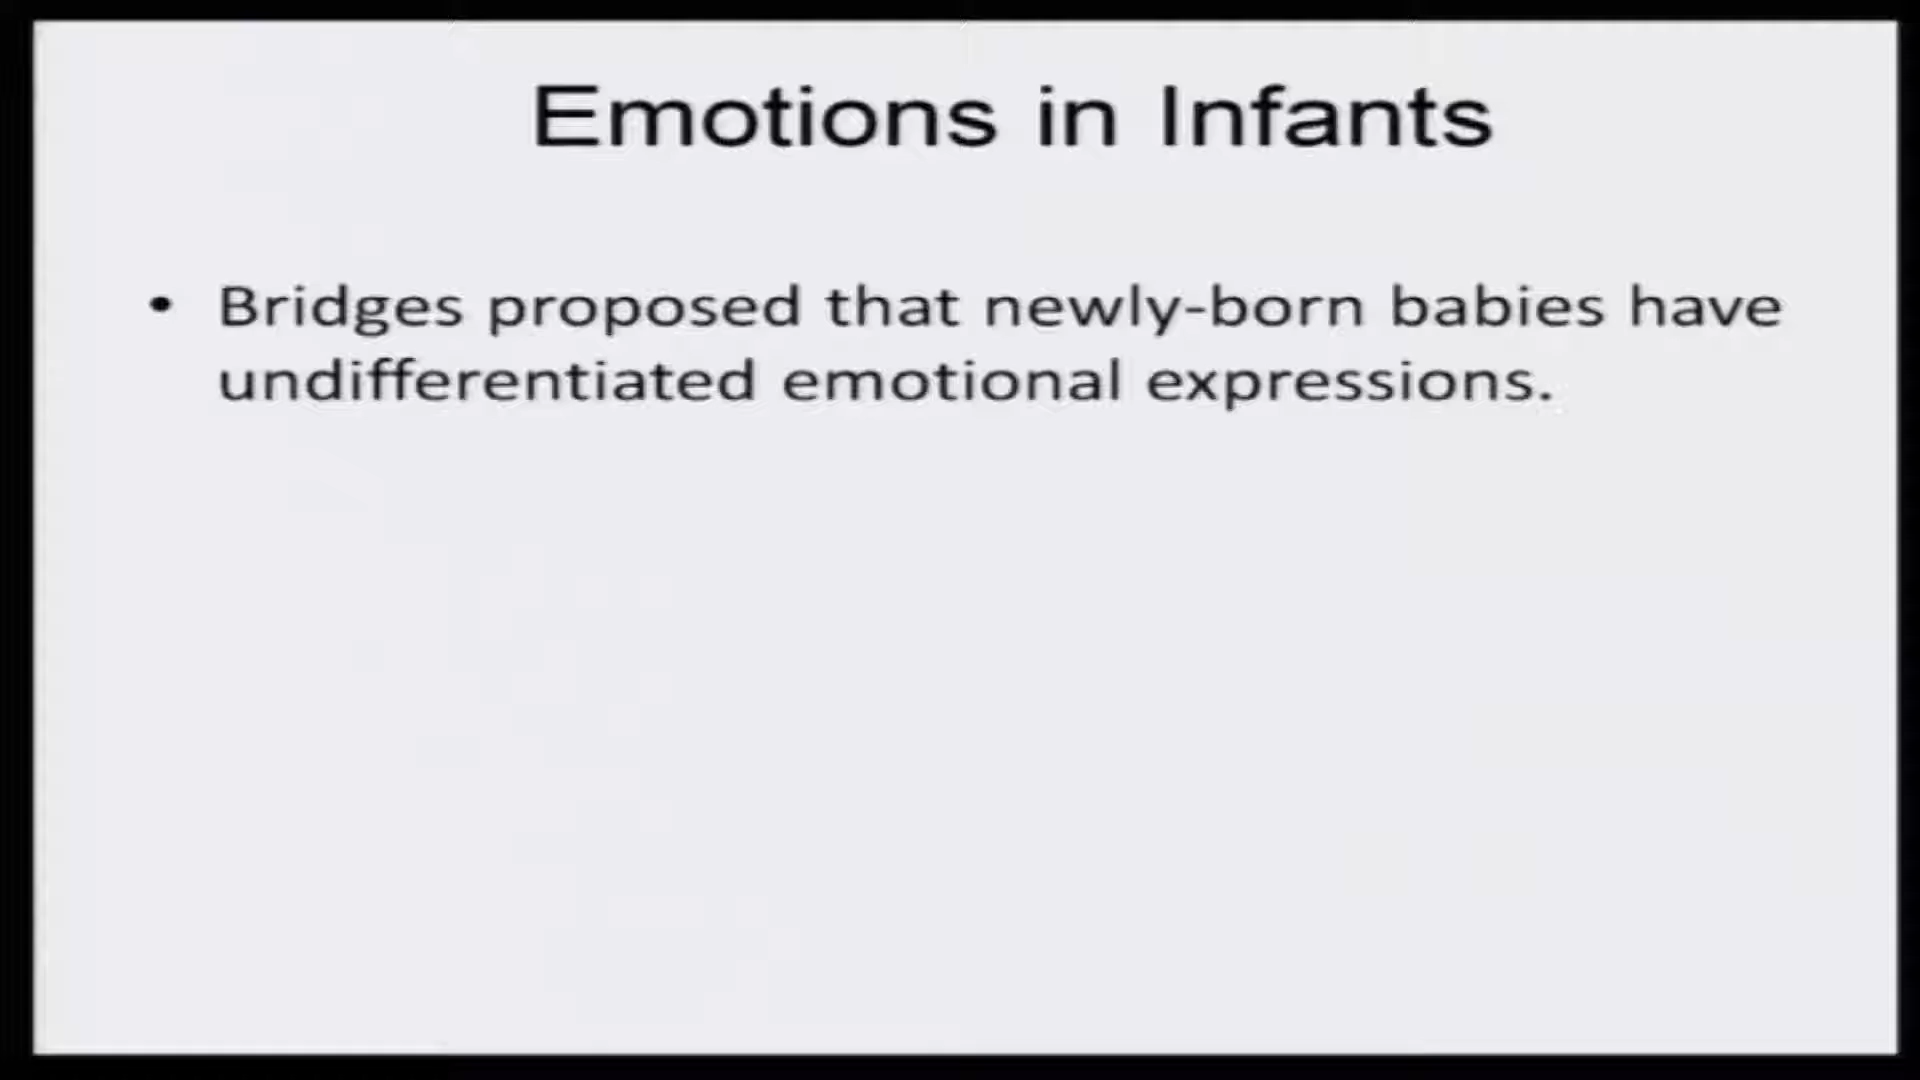 Emotions in Infants
• Bridges proposed that newly-born babies have
undifferentiated emotional expressions.